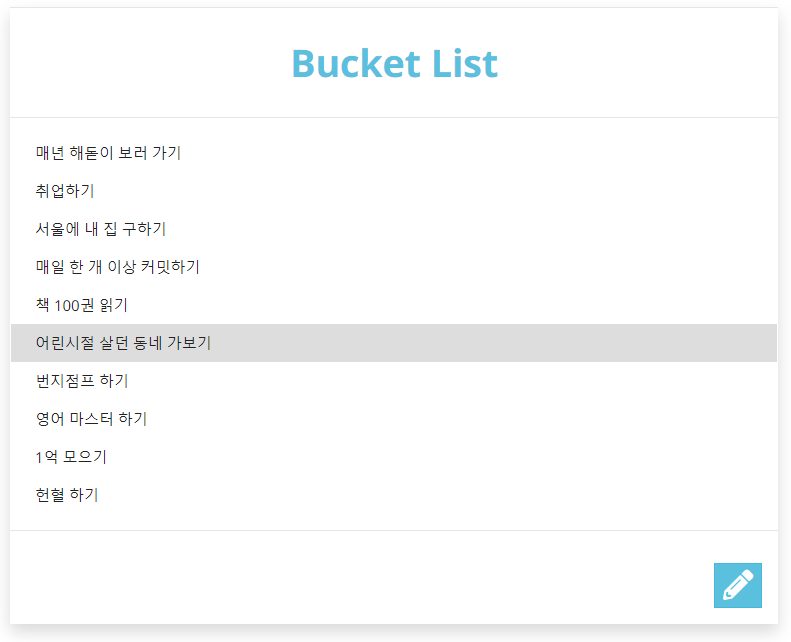 Bucket List
매년 해돋이 보러 가기
취업하기
서울에 내 집 구하기
매일 한 개 이상 커밋하기
책 100권 읽기
어린시절 살던 동네 가보기
번지점프 하기
영어 마스터 하기
1억 모으기
헌혈 하기